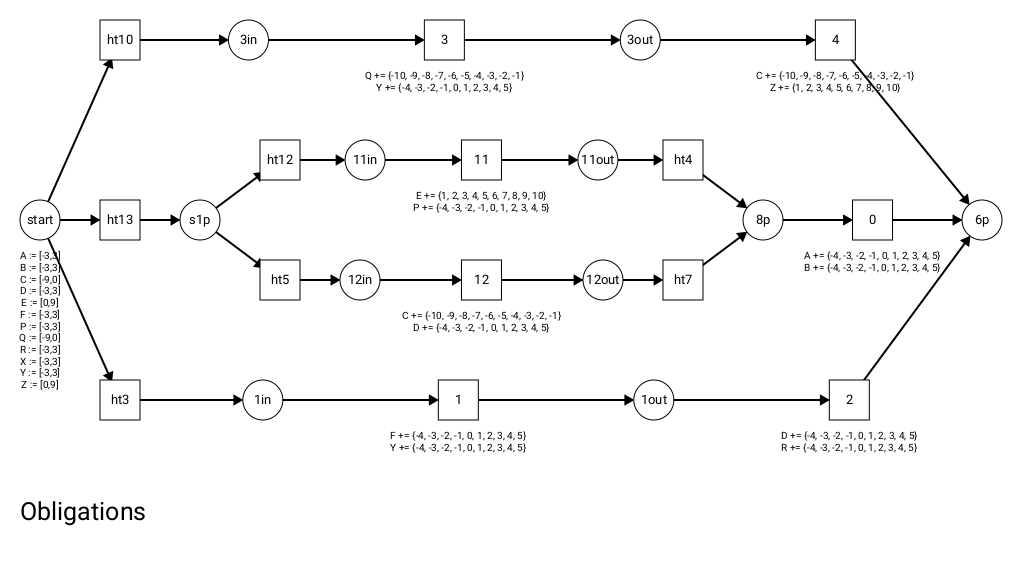 ht10 3in 3 3out 4
Q += {-10, -9, -8, -7, -6, -5, -4, -3, -2, -1}
Y += {-4, -3, -2, -1, 0, 1, 2, 3, 4, 5}
C += {-10, -9, -8, -7, -6, -5, -4, -3, -2, -1}
Z += {1, 2, 3, 4, 5, 6, 7, 8, 9, 10}
ht12 11in 11 11out ht4
E += {1, 2, 3, 4, 5, 6, 7, 8, 9, 10}
P += {-4, -3, -2, -1, 0, 1, 2, 3, 4, 5}
start ht13 s1p 8p 0 6p
A := [-3,3]
B := [-3,3]
C := [-9,0]
D := [-3,3]
E := [0,9]
F := [-3,3]
P := [-3,3]
Q := [-9,0]
R := [-3,3]
X := [-3,3]
Y := [-3,3]
Z := [0,9]
A += {-4, -3, -2, -1, 0, 1, 2, 3, 4, 5}
B += {-4, -3, -2, -1, 0, 1, 2, 3, 4, 5}
ht5 12in 12 12out ht7
C += {-10, -9, -8, -7, -6, -5, -4, -3, -2, -1}
D += {-4, -3, -2, -1, 0, 1, 2, 3, 4, 5}
ht3 1in 1 1out 2
F += {-4, -3, -2, -1, 0, 1, 2, 3, 4, 5}
Y += {-4, -3, -2, -1, 0, 1, 2, 3, 4, 5}
D += {-4, -3, -2, -1, 0, 1, 2, 3, 4, 5}
R += {-4, -3, -2, -1, 0, 1, 2, 3, 4, 5}
Obligations